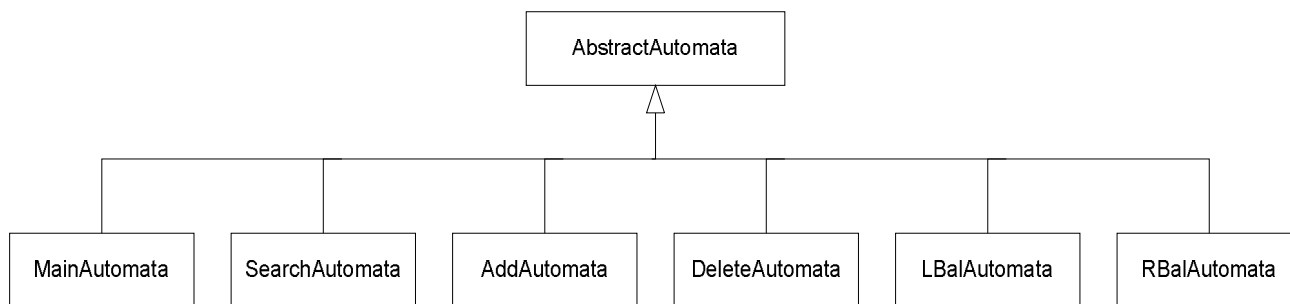 AbstractAutomata
MainAutomata
SearchAutomata
AddAutomata
DeleteAutomata
LBalAutomata
RBalAutomata